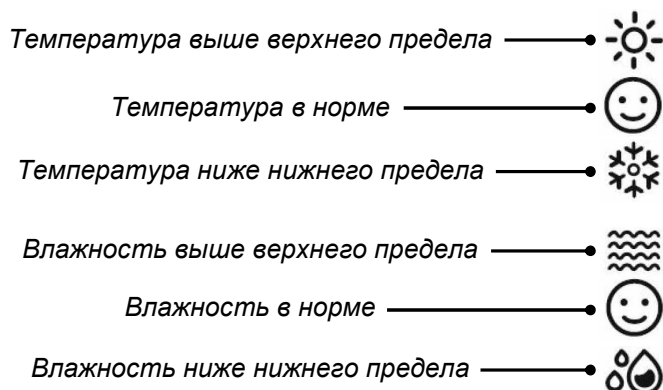 Температура выше верхнего предела
Температура в норме
Температура ниже нижнего предела
Влажность выше верхнего предела
Влажность в норме
Влажность ниже нижнего предела